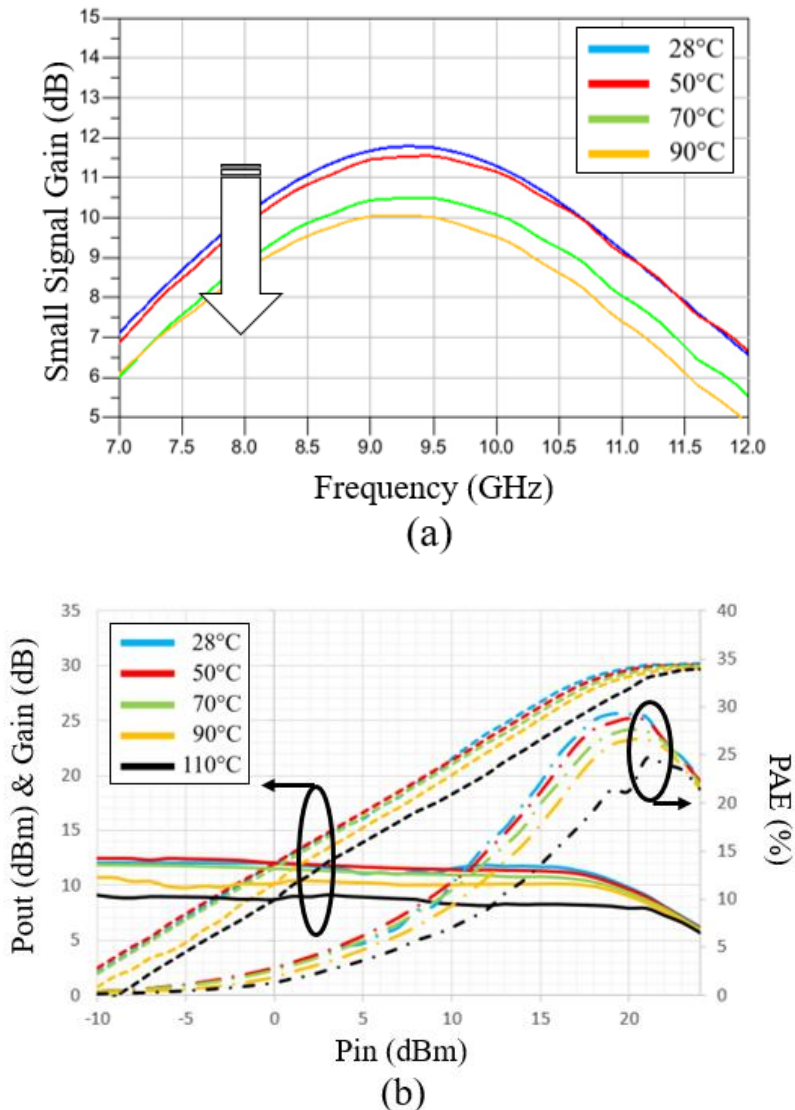 15
14
13
12
11
10
9
8
7
6
5
Small Signal Gain (dB)
28°C
50°C
70°C
90°C
7.0 7.5 8.0 8.5 9.0 9.5 10.0 10.5 11.0 11.5 12.0
Frequency (GHz)
(a)
35
30
25
20
15
10
5
0
Pout (dBm) & Gain (dB)
28°C
50°C
70°C
90°C
110°C
40
35
30
25
20
15
10
5
0
PAE (%)
-10 -5 0 5 10 15 20
Pin (dBm)
(b)